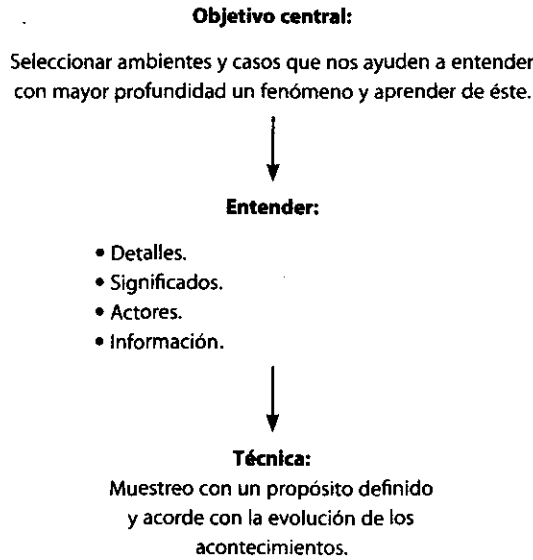 Objetivo central:
Seleccionar ambientes y casos que nos ayuden a entender
con mayor profundidad un fenómeno y aprender de éste.
Entender:
• Detalles.
• Significados.
• Actores.
• Información.
Técnica:
Muestreo con un propósito definido
y acorde con la evolución de los
acontecimientos.